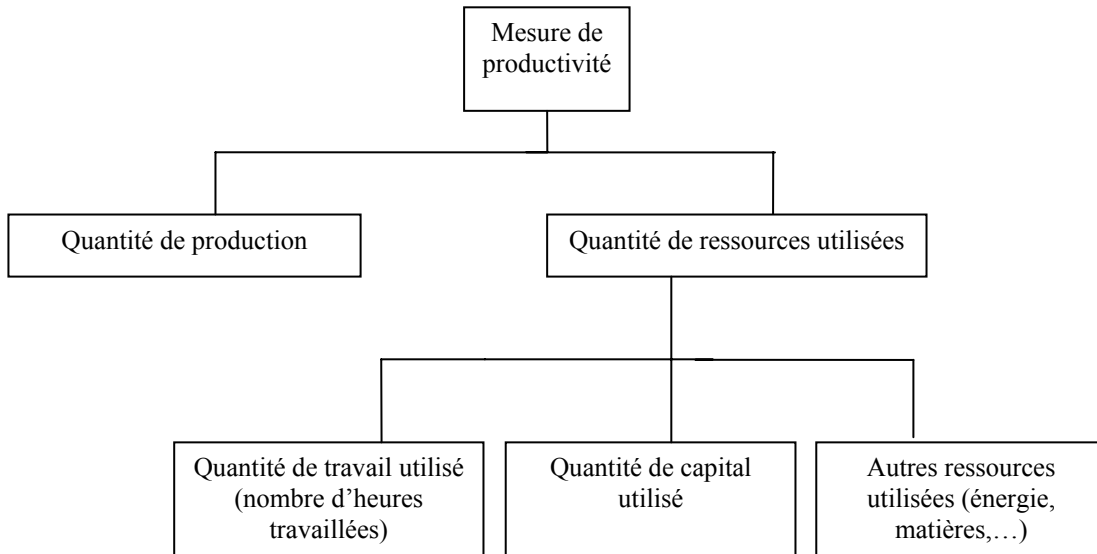 Mesure de
productivité
Quantité de production
Quantité de ressources utilisées
Quantité de travail utilisé
(nombre d’heures
travaillées)
Quantité de capital
utilisé
Autres ressources
utilisées (énergie,
matières,…)